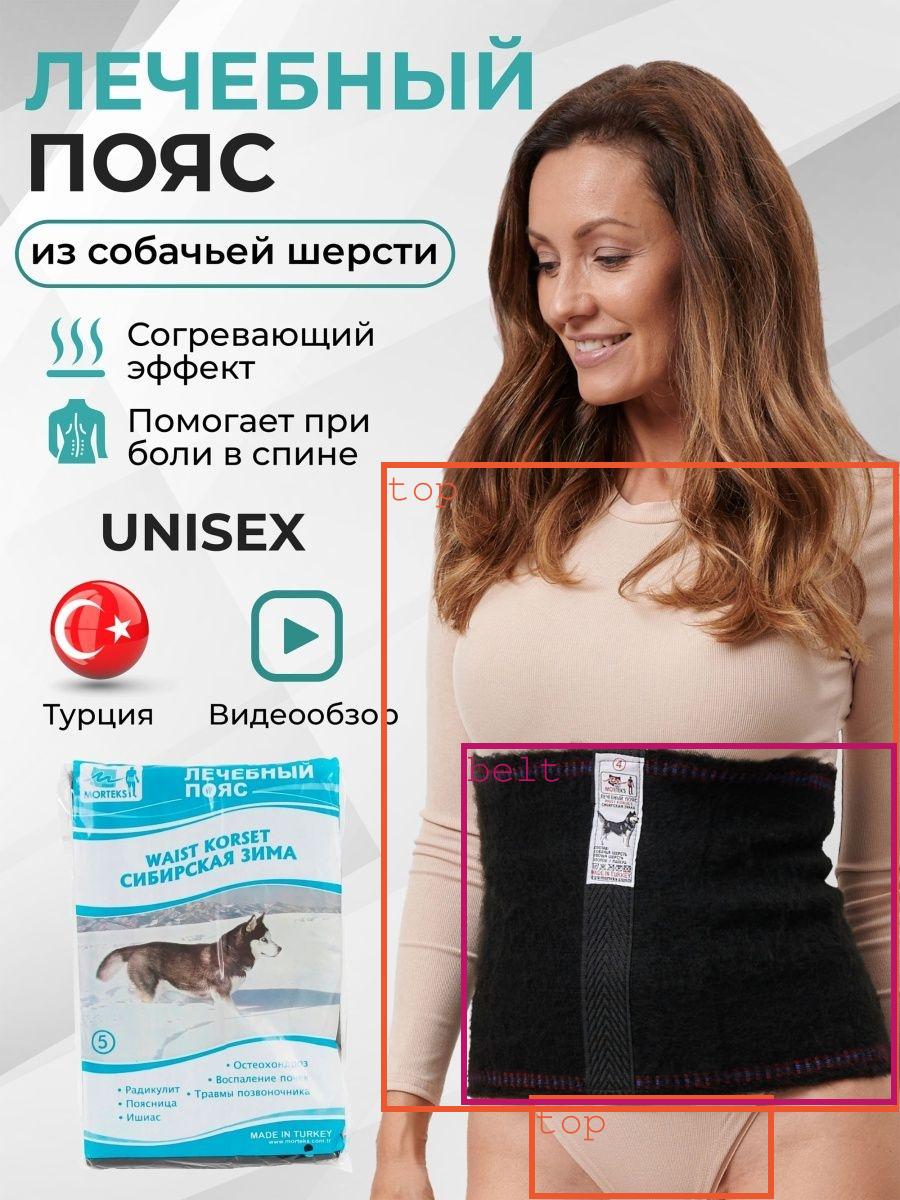 ЛЕЧЕБНЫЙ
ПОЯС
из собачьей шерсти
Согревающий
эффект
Помогает при
боли в спине
top
UNISEX
Турция
Видеообзор
belt
4
MORTEKS
ЛЕЧЕБНЫЙ ПОЯС
WAIST KORSET
СИБИРСКАЯ ЗИМА
MADE IN TURKEY
MORTEKS
ЛЕЧЕБНЫЙ
ПОЯС
WAIST KORSET
СИБИРСКАЯ ЗИМА
5
• Остеохондроз
• Воспаление почек
• Травмы позвоночника
• Радикулит
• Поясница
• Ишиас
MADE IN TURKEY
www.morteks.com.tr
top